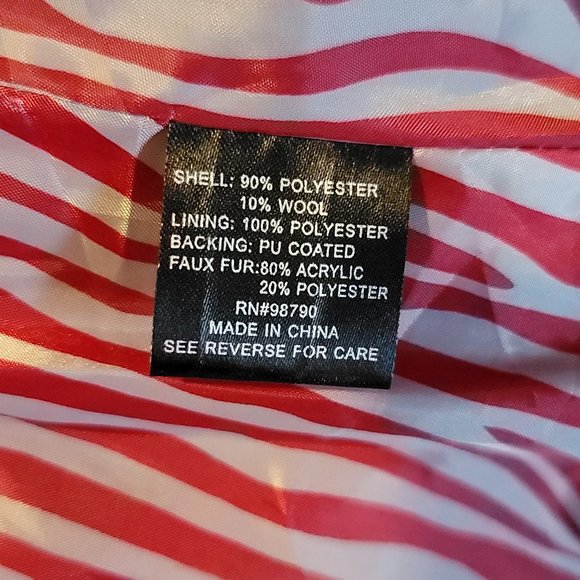 SHELL: 90% POLYESTER
10% WOOL
LINING: 100% POLYESTER
BACKING: PU COATED
FAUX FUR:80% ACRYLIC
20% POLYESTER
RN#98790
MADE IN CHINA
SEE REVERSE FOR CARE